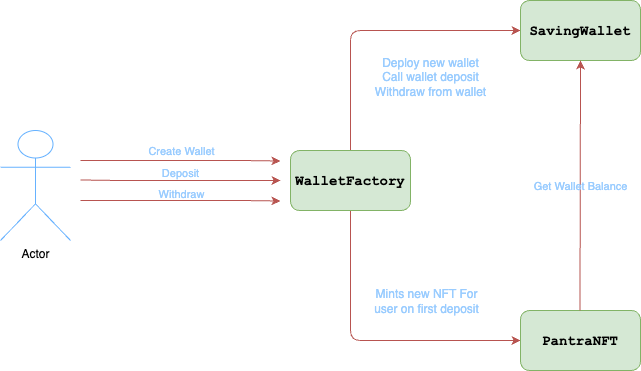 SavingWallet
Deploy new wallet
Call wallet deposit
Withdraw from wallet
Create Wallet
Deposit
Withdraw
WalletFactory
Get Wallet Balance
Actor
Mints new NFT For
user on first deposit
PantraNFT